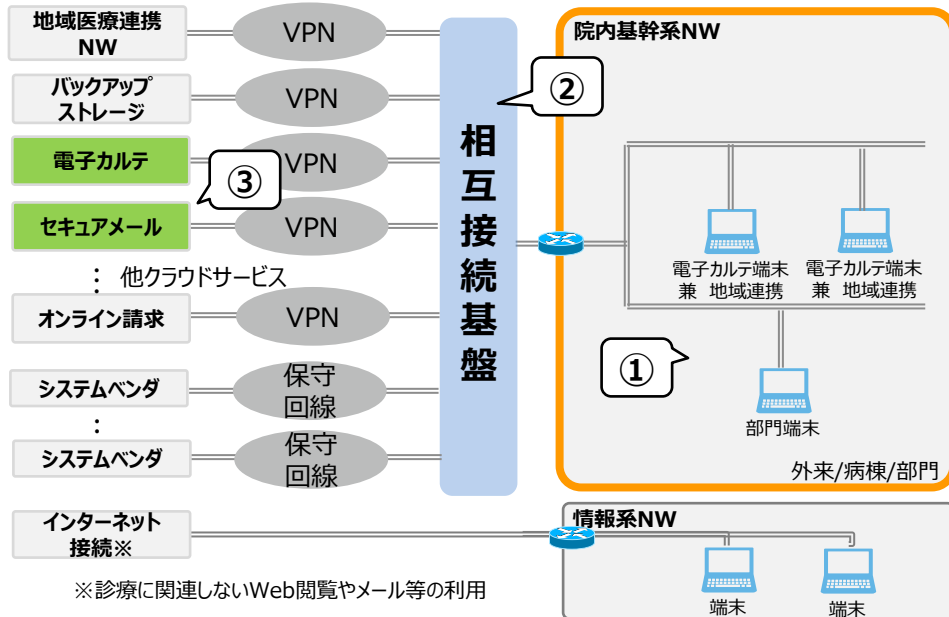 地域医療連携
NW
VPN
バックアップ
ストレージ
VPN
電子カルテ
VPN
③
セキュアメール
VPN
: 他クラウドサービス
オンライン請求
VPN
システムベンダ
保守
回線
:
システムベンダ
保守
回線
インターネット
接続※
※診療に関連しないWeb閲覧やメール等の利用
相互接続基盤
②
院内基幹系NW
電子カルテ端末
兼 地域連携
電子カルテ端末
兼 地域連携
①
部門端末
外来/病棟/部門
情報系NW
端末
端末